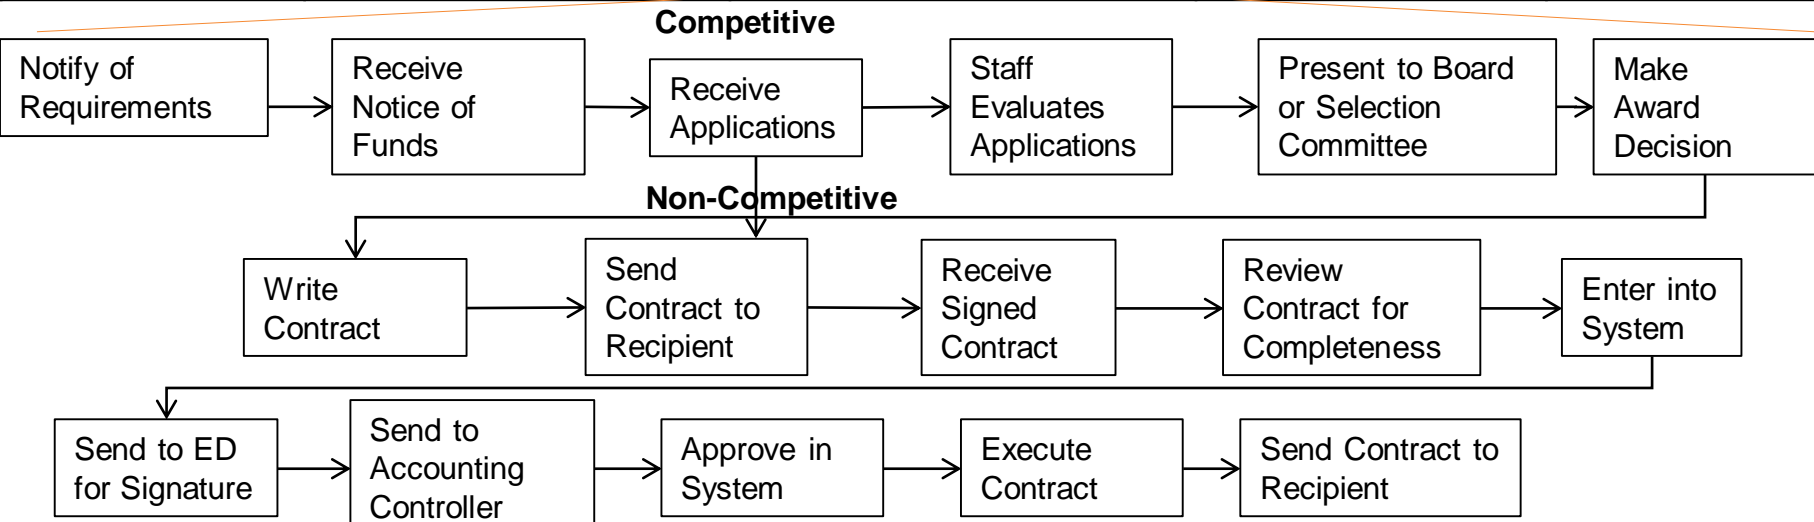 Competitive
Notify of
Requirements
Receive
Notice of
Funds
Receive
Applications
Staff
Evaluates
Applications
Present to Board
or Selection
Committee
Make
Award
Decision
Non-Competitive
Write
Contract
Send
Contract to
Recipient
Receive
Signed
Contract
Review
Contract for
Completeness
Enter into
System
Send to ED
for Signature
Send to
Accounting
Controller
Approve in
System
Execute
Contract
Send Contract to
Recipient